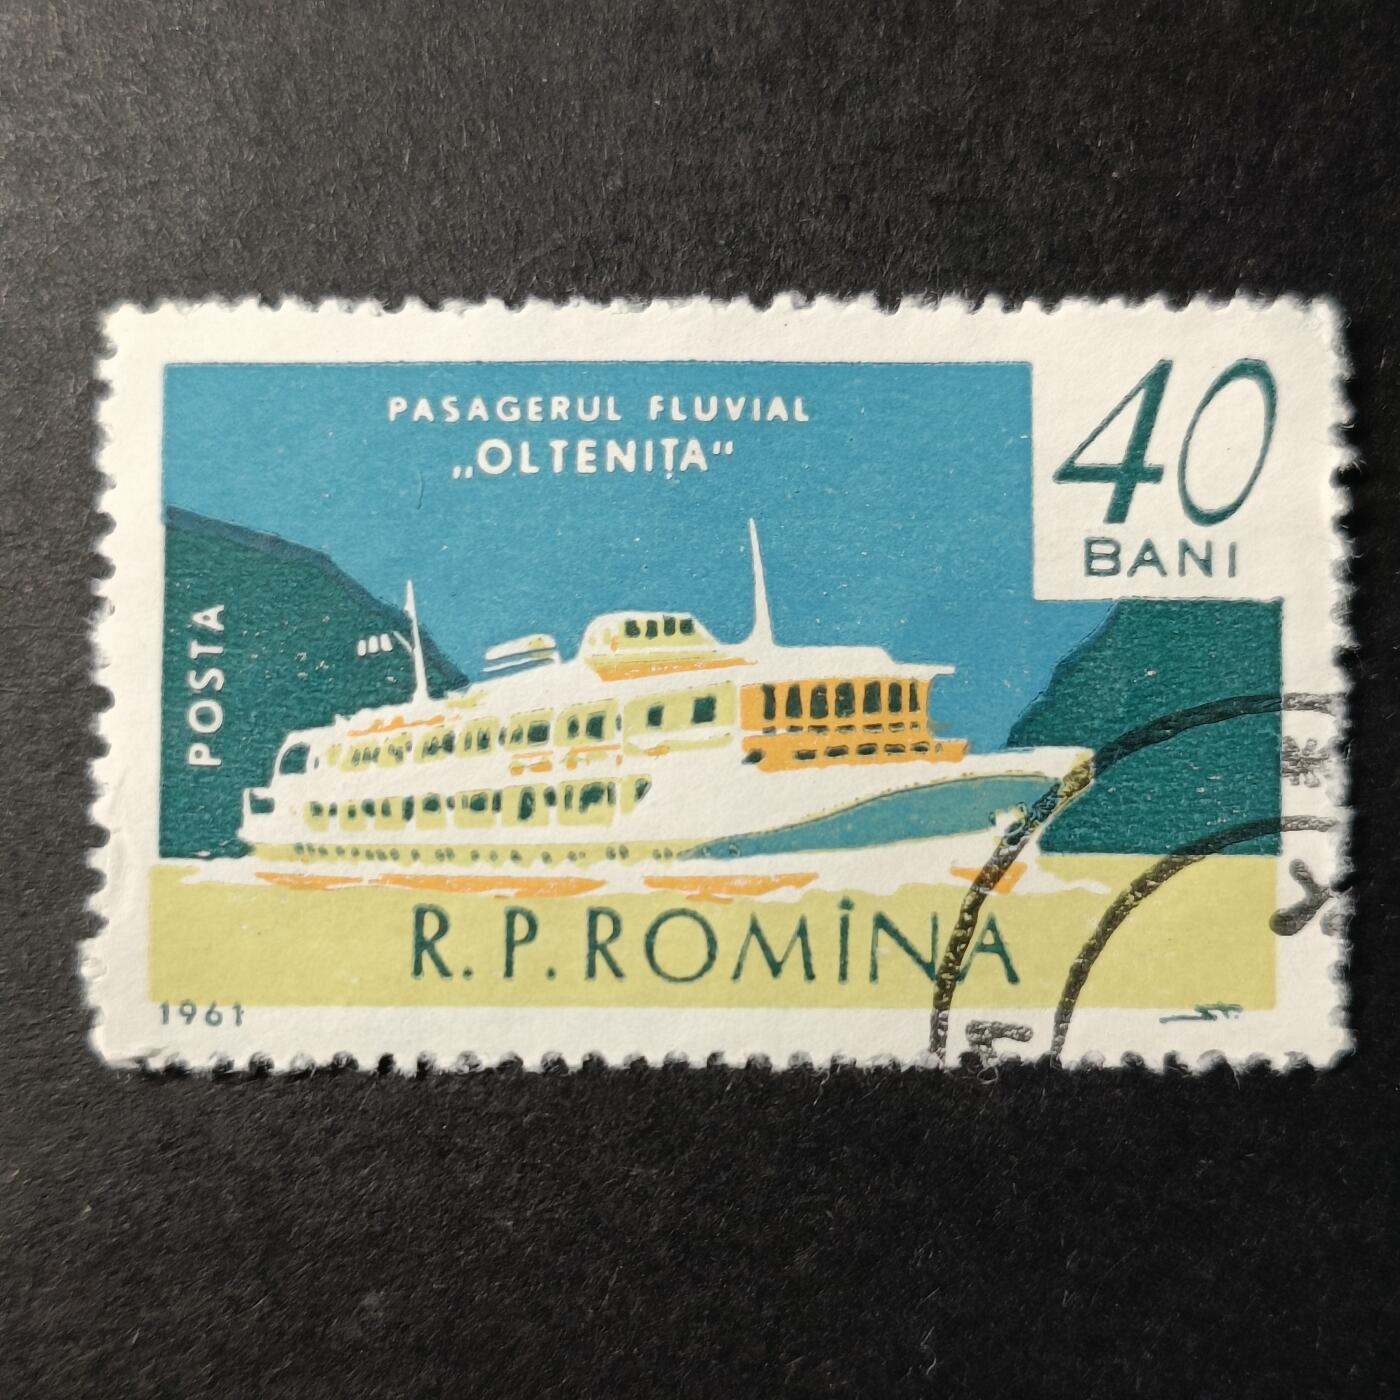 PASAGERUL FLUVIAL
„OLTENIȚA“
40
BANI
POSTA
R.P.ROMÎNA
1961